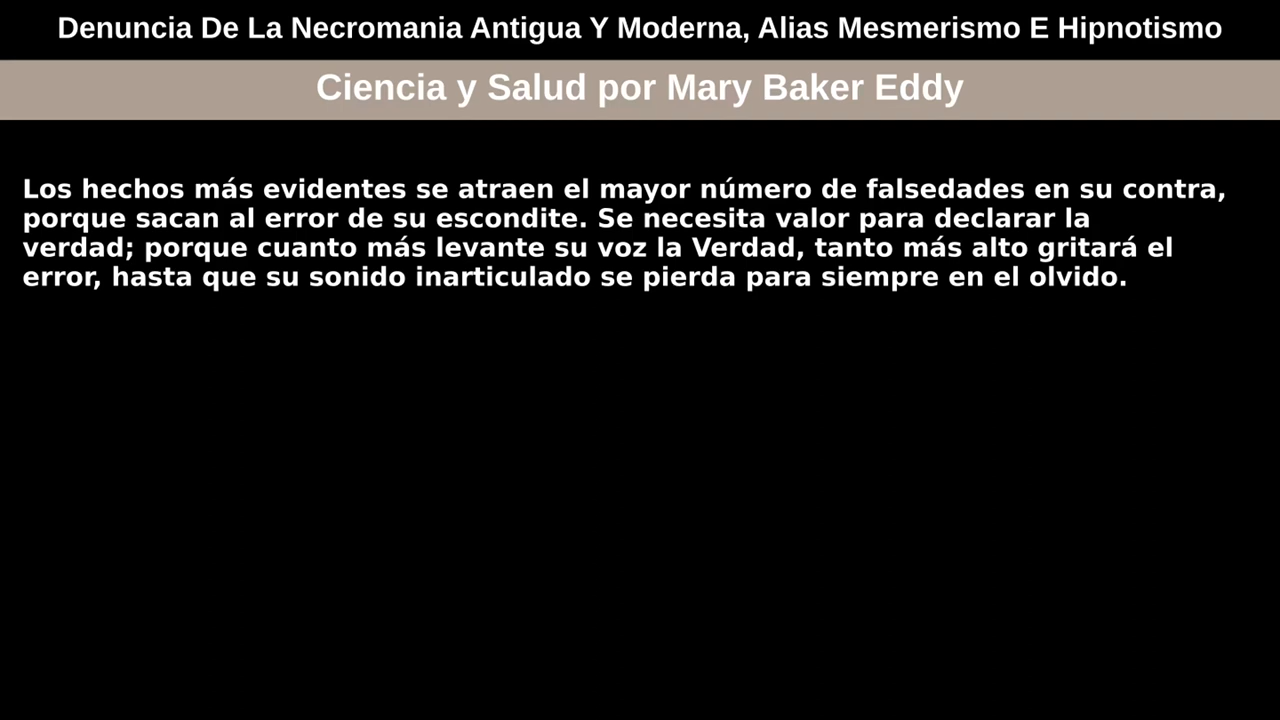 Denuncia De La Necromania Antigua Y Moderna, Alias Mesmerismo E Hipnotismo
Ciencia y Salud por Mary Baker Eddy
Los hechos más evidentes se atraen el mayor número de falsedades en su contra,
porque sacan al error de su escondite. Se necesita valor para declarar la
verdad; porque cuanto más levante su voz la Verdad, tanto más alto gritará el
error, hasta que su sonido inarticulado se pierda para siempre en el olvido.